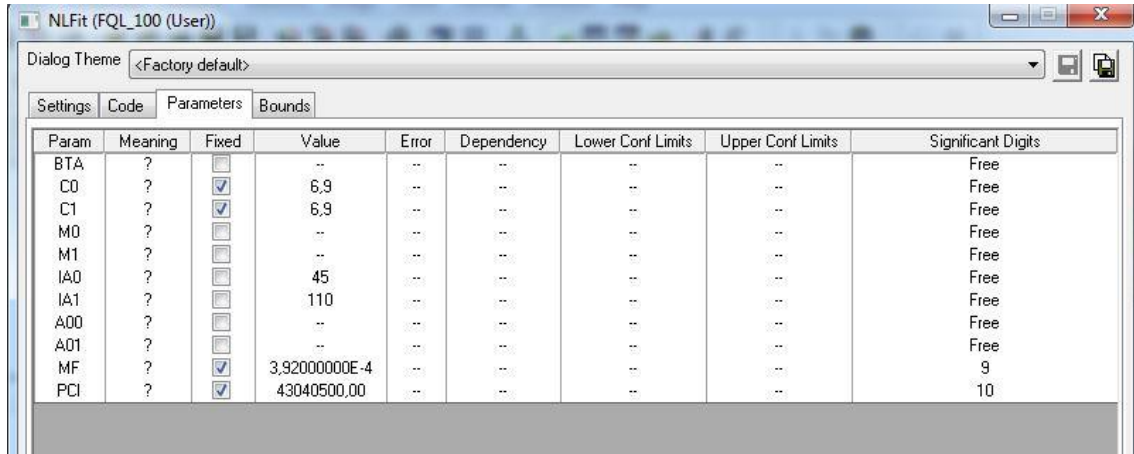 NLFit (FQL_100 (User))
Dialog Theme <Factory default>
Settings Code Parameters Bounds
Param Meaning Fixed Value Error Dependency Lower Conf Limits Upper Conf Limits Significant Digits
BTA ? -- -- -- -- -- Free
C0 ? 6,9 -- -- -- -- Free
C1 ? 6,9 -- -- -- -- Free
M0 ? -- -- -- -- -- Free
M1 ? -- -- -- -- -- Free
IA0 ? 45 -- -- -- -- Free
IA1 ? 110 -- -- -- -- Free
A00 ? -- -- -- -- -- Free
A01 ? -- -- -- -- -- Free
MF ? 3,92000000E-4 -- -- -- -- 9
PCI ? 43040500,00 -- -- -- -- 10